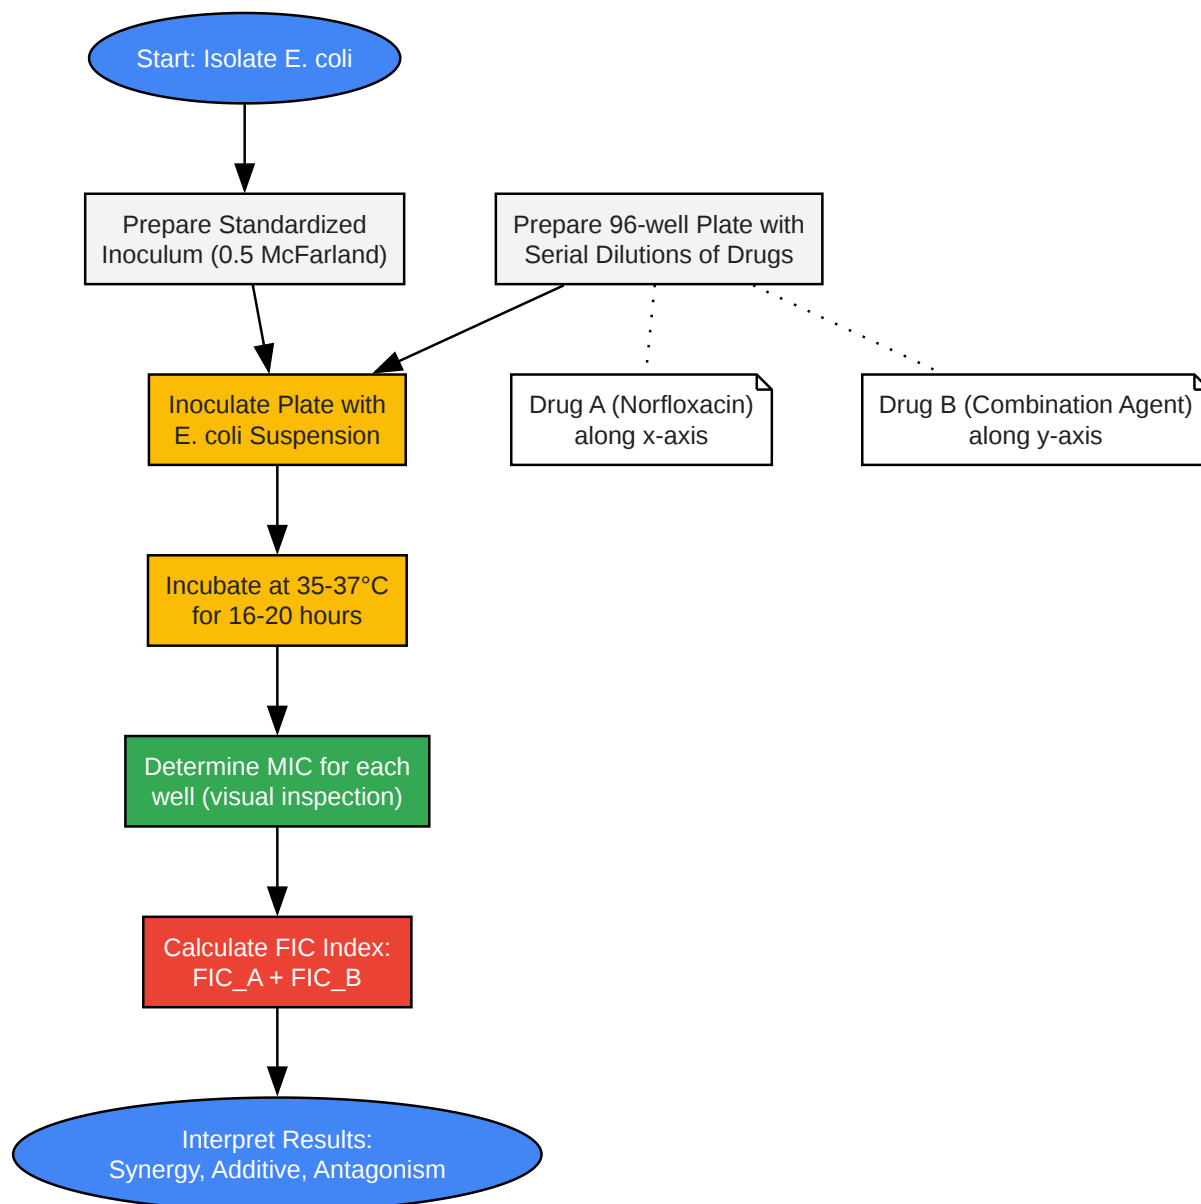 Start: Isolate E. coli
Prepare Standardized
Inoculum (0.5 McFarland)
Prepare 96-well Plate with
Serial Dilutions of Drugs
Inoculate Plate with
E. coli Suspension
Drug A (Norfloxacin)
along x-axis
Drug B (Combination Agent)
along y-axis
Incubate at 35-37°C
for 16-20 hours
Determine MIC for each
well (visual inspection)
Calculate FIC Index:
FIC_A + FIC_B
Interpret Results:
Synergy, Additive, Antagonism